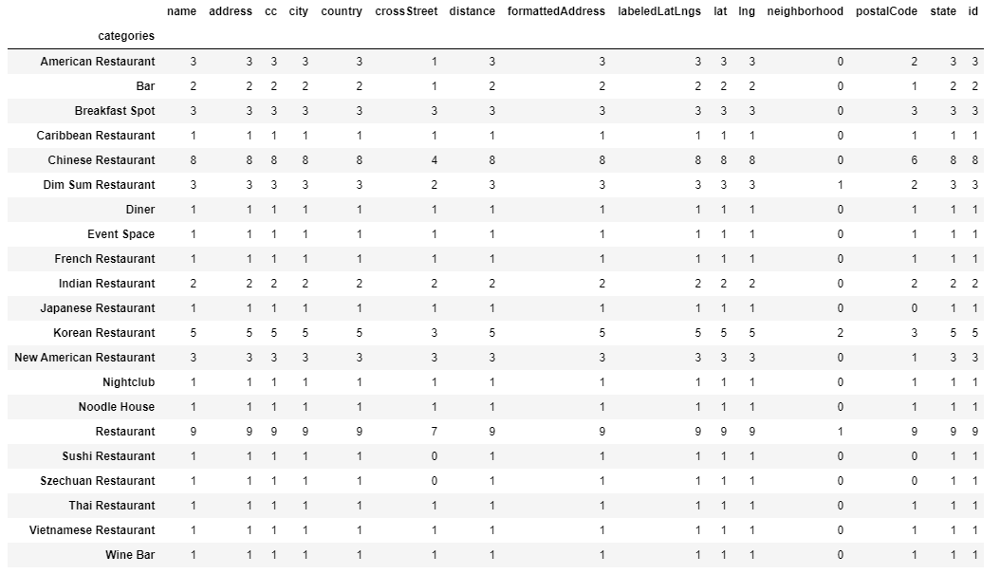 name address cc city country crossStreet distance formattedAddress labeledLatLngs lat lng neighborhood postalCode state id
categories
American Restaurant 3 3 3 3 3 1 3 3 3 3 3 0 2 3 3
Bar 2 2 2 2 2 1 2 2 2 2 2 0 1 2 2
Breakfast Spot 3 3 3 3 3 3 3 3 3 3 3 0 3 3 3
Caribbean Restaurant 1 1 1 1 1 1 1 1 1 1 1 0 1 1 1
Chinese Restaurant 8 8 8 8 8 4 8 8 8 8 8 0 6 8 8
Dim Sum Restaurant 3 3 3 3 3 2 3 3 3 3 3 1 2 3 3
Diner 1 1 1 1 1 1 1 1 1 1 1 0 1 1 1
Event Space 1 1 1 1 1 1 1 1 1 1 1 0 1 1 1
French Restaurant 1 1 1 1 1 1 1 1 1 1 1 0 1 1 1
Indian Restaurant 2 2 2 2 2 2 2 2 2 2 2 0 2 2 2
Japanese Restaurant 1 1 1 1 1 1 1 1 1 1 1 0 0 1 1
Korean Restaurant 5 5 5 5 5 3 5 5 5 5 5 2 3 5 5
New American Restaurant 3 3 3 3 3 3 3 3 3 3 3 0 1 3 3
Nightclub 1 1 1 1 1 1 1 1 1 1 1 0 1 1 1
Noodle House 1 1 1 1 1 1 1 1 1 1 1 0 1 1 1
Restaurant 9 9 9 9 9 7 9 9 9 9 9 1 9 9 9
Sushi Restaurant 1 1 1 1 1 0 1 1 1 1 1 0 0 1 1
Szechuan Restaurant 1 1 1 1 1 0 1 1 1 1 1 0 0 1 1
Thai Restaurant 1 1 1 1 1 1 1 1 1 1 1 0 1 1 1
Vietnamese Restaurant 1 1 1 1 1 1 1 1 1 1 1 0 1 1 1
Wine Bar 1 1 1 1 1 1 1 1 1 1 1 0 1 1 1